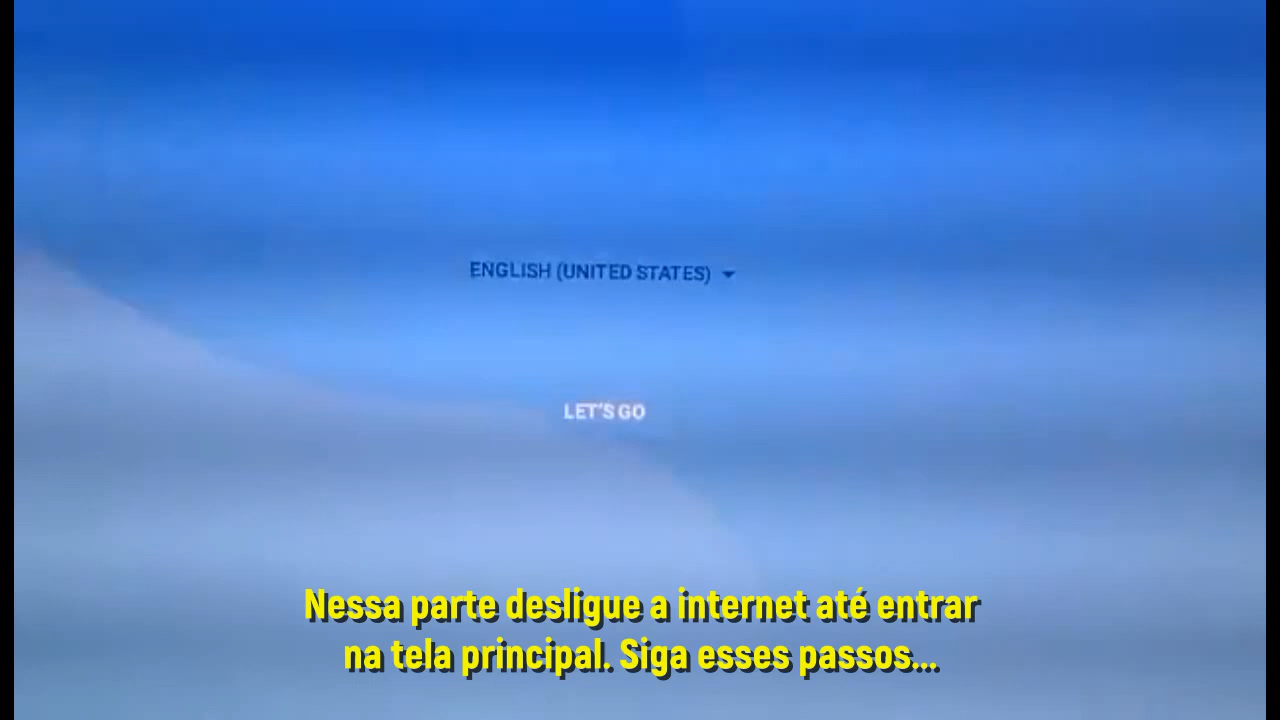 ENGLISH (UNITED STATES)
LET'S GO
Nessa parte desligue a internet até entrar
na tela principal. Siga esses passos...